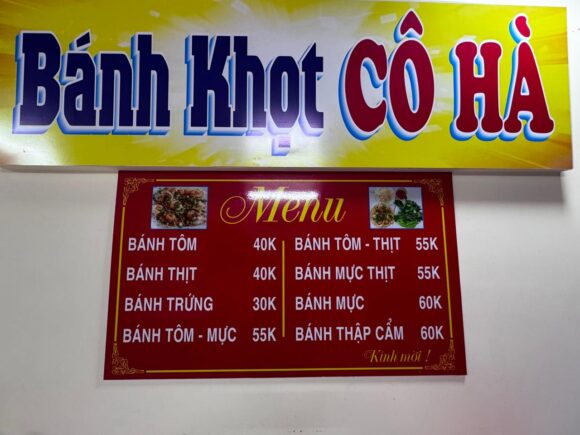 Bánh Khọt CÔ HÀ
Menu
BÁNH TÔM 40K
BÁNH THỊT 40K
BÁNH TRỨNG 30K
BÁNH TÔM - MỰC 55K
BÁNH TÔM - THỊT 55K
BÁNH MỰC THỊT 55K
BÁNH MỰC 60K
BÁNH THẬP CẨM 60K
Kính mời !